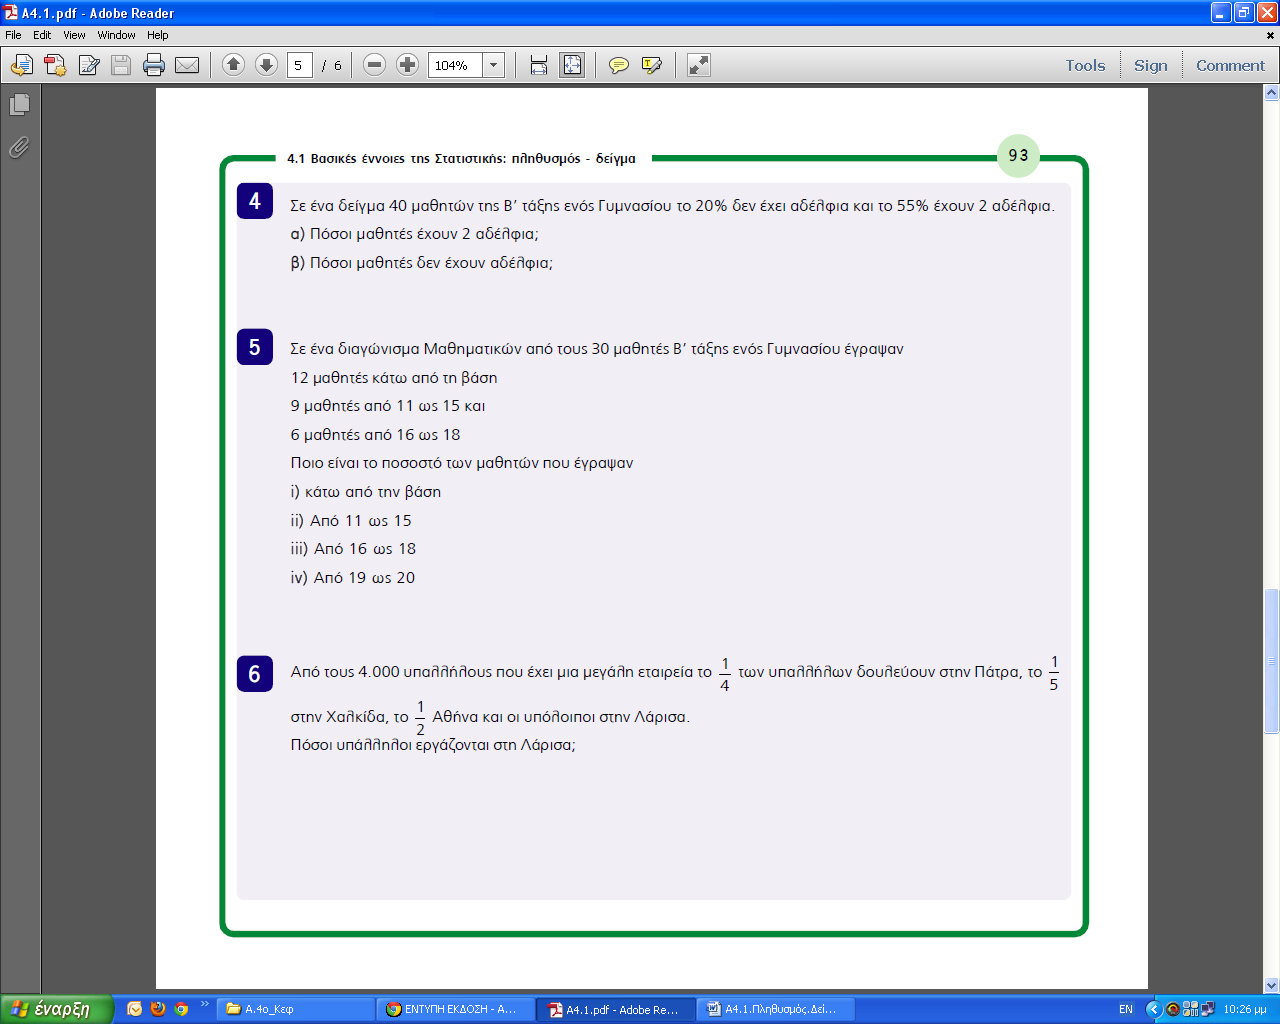 A4.1.pdf - Adobe Reader
File Edit View Window Help
5 / 6 104% Tools Sign Comment
4.1 Βασικές έννοιες της Στατιστικής: πληθυσμός - δείγμα 93
4 Σε ένα δείγμα 40 μαθητών της Β’ τάξης ενός Γυμνασίου το 20% δεν έχει αδέλφια και το 55% έχουν 2 αδέλφια.
α) Πόσοι μαθητές έχουν 2 αδέλφια;
β) Πόσοι μαθητές δεν έχουν αδέλφια;
5 Σε ένα διαγώνισμα Μαθηματικών από τους 30 μαθητές Β’ τάξης ενός Γυμνασίου έγραψαν
12 μαθητές κάτω από τη βάση
9 μαθητές από 11 ως 15 και
6 μαθητές από 16 ως 18
Ποιο είναι το ποσοστό των μαθητών που έγραψαν
i) κάτω από την βάση
ii) Από 11 ως 15
iii) Από 16 ως 18
iv) Από 19 ως 20
6 Από τους 4.000 υπαλλήλους που έχει μια μεγάλη εταιρεία το 1/4 των υπαλλήλων δουλεύουν στην Πάτρα, το 1/5
στην Χαλκίδα, το 1/2 Αθήνα και οι υπόλοιποι στην Λάρισα.
Πόσοι υπάλληλοι εργάζονται στη Λάρισα;
έναρξη A.4ο_Κεφ ΕΝΤΥΠΗ ΕΚΔΟΣΗ - Α... A4.1.pdf - Adobe Re... A4.1.Πληθυσμός.Δεί... EN 10:26 μμ